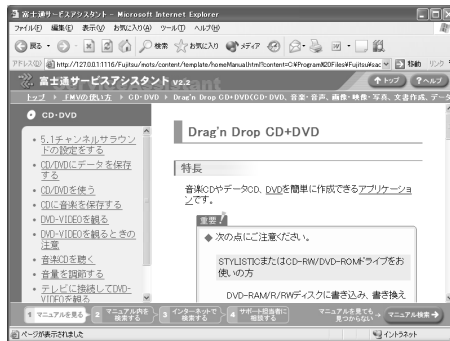 富士通サービスアシスタント - Microsoft Internet Explorer
ファイル(F) 編集(E) 表示(V) お気に入り(A) ツール(T) ヘルプ(H)
戻る 検索 お気に入り メディア
アドレス(D) http://127.0.0.1:1116/Fujitsu/mots/content/template/homeManual.html?content=C:¥Program%20Files¥Fujitsu¥sac 移動 リンク
富士通サービスアシスタント V2.2 トップ ?ヘルプ
トップ > FMVの使い方 > CD・DVD > Drag'n Drop CD+DVD(CD・DVD、音楽・音声、画像・映像・写真、文書作成、データ
CD・DVD
• 5.1チャンネルサラウンドの設定をする
• CD/DVDにデータを保存する
• CD/DVDを使う
• CDに音楽を保存する
• DVD-VIDEOを観る
• DVD-VIDEOを観るときの注意
• 音楽CDを聴く
• 音量を調節する
• テレビに接続してDVD-VIDEOを観る
Drag'n Drop CD+DVD
特長
音楽CDやデータCD、DVDを簡単に作成できるアプリケーションです。
重要!
◆ 次の点にご注意ください。
STYLISTICまたはCD-RW/DVD-ROMドライブをお使いの方
DVD-RAM/R/RWディスクに書き込み、書き換え
1 マニュアルを見る 2 マニュアル内を検索する 3 インターネットで検索する 4 サポート担当者に相談する マニュアルを見ても見つからない マニュアル検索
ページが表示されました イントラネット